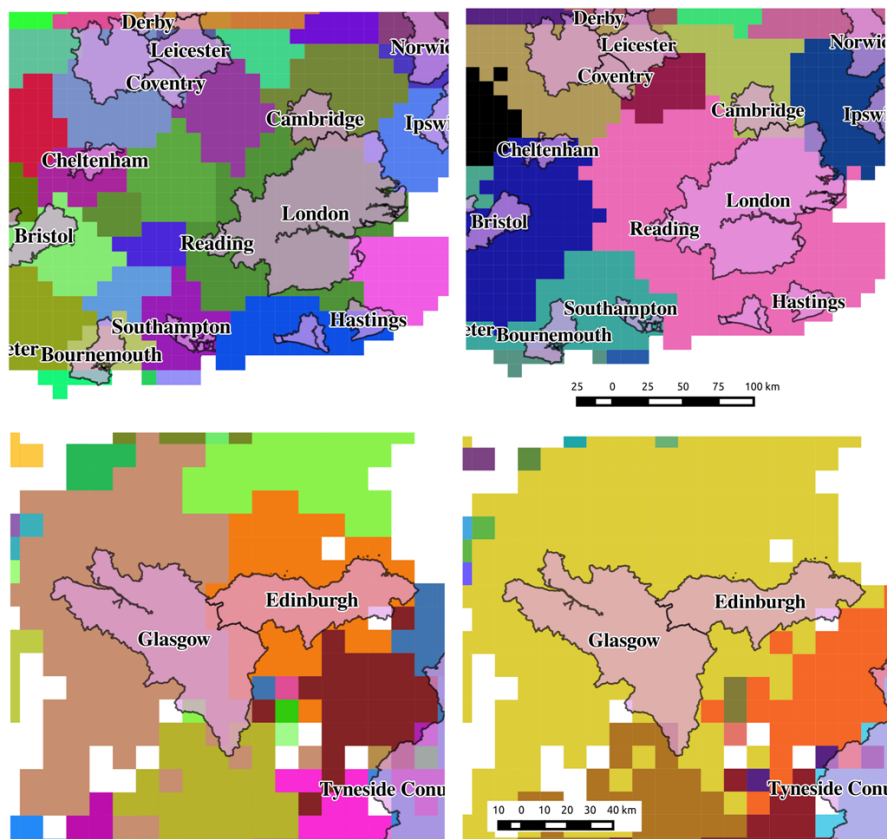 Derby
Leicester
Norwic
Coventry
Cambridge
Ipswi
Cheltenham
London
Bristol
Reading
Southampton
Hastings
eter
Bournemouth
Derby
Leicester
Norwi
Coventry
Cambridge
Ipswi
Cheltenham
London
Bristol
Reading
Southampton
Hastings
eter
Bournemouth
25 0 25 50 75 100 km
Edinburgh
Glasgow
Tyneside Conu
Edinburgh
Glasgow
Tyneside Conu
10 0 10 20 30 40 km